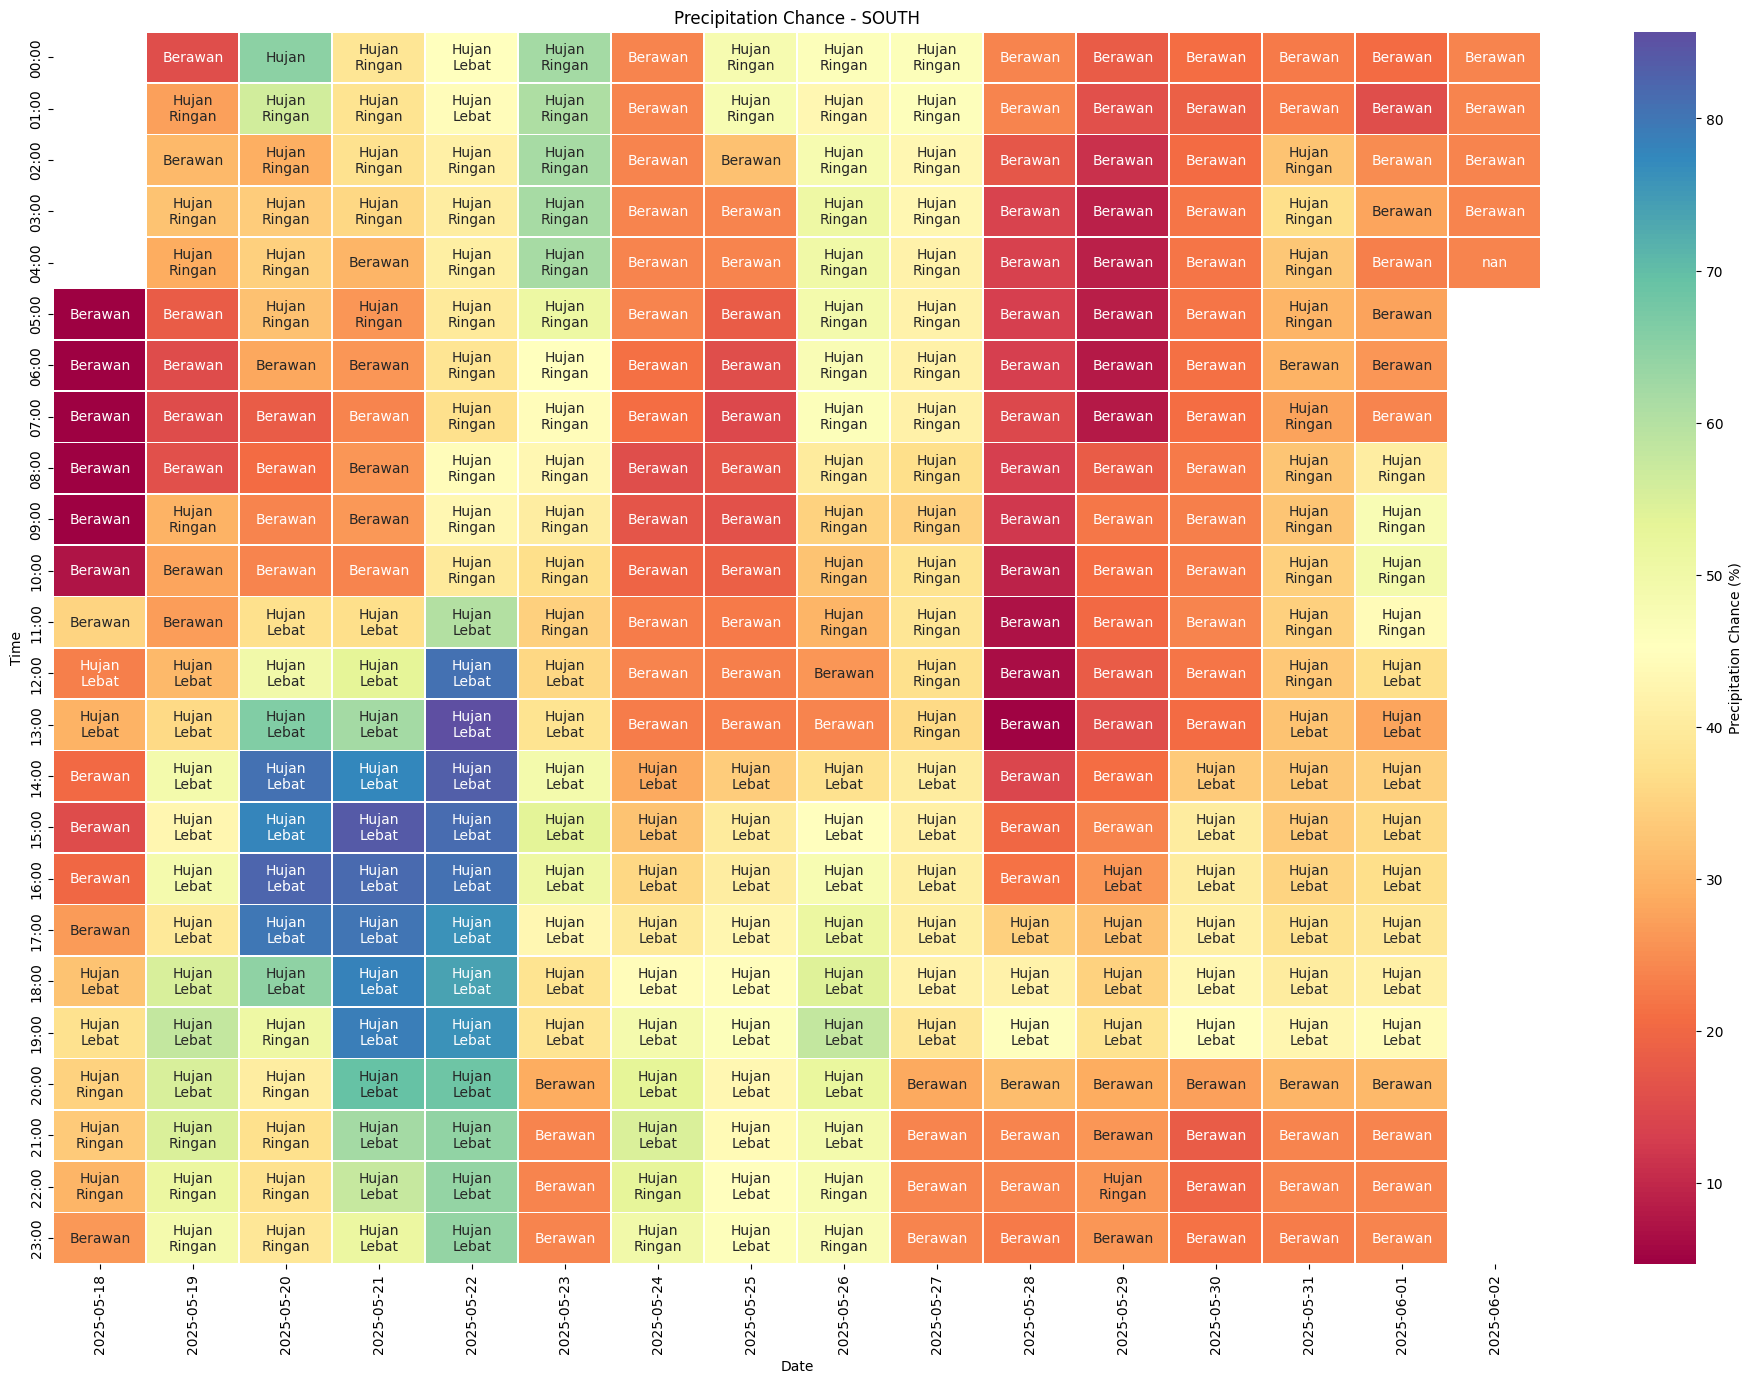 Precipitation Chance - SOUTH
00:00 Berawan Hujan Hujan Ringan Hujan Lebat Hujan Ringan Berawan Hujan Ringan Hujan Ringan Hujan Ringan Berawan Berawan Berawan Berawan Berawan Berawan
01:00 Hujan Ringan Hujan Ringan Hujan Ringan Hujan Lebat Hujan Ringan Berawan Hujan Ringan Hujan Ringan Hujan Ringan Berawan Berawan Berawan Berawan Berawan Berawan
02:00 Berawan Hujan Ringan Hujan Ringan Hujan Ringan Hujan Ringan Berawan Berawan Hujan Ringan Hujan Ringan Berawan Berawan Berawan Hujan Ringan Berawan Berawan
03:00 Hujan Ringan Hujan Ringan Hujan Ringan Hujan Ringan Hujan Ringan Berawan Berawan Hujan Ringan Hujan Ringan Berawan Berawan Berawan Hujan Ringan Berawan Berawan
04:00 Hujan Ringan Hujan Ringan Berawan Hujan Ringan Hujan Ringan Berawan Berawan Hujan Ringan Hujan Ringan Berawan Berawan Berawan Hujan Ringan Berawan nan
05:00 Berawan Berawan Hujan Ringan Hujan Ringan Hujan Ringan Hujan Ringan Berawan Berawan Hujan Ringan Hujan Ringan Berawan Berawan Berawan Hujan Ringan Berawan
06:00 Berawan Berawan Berawan Berawan Hujan Ringan Hujan Ringan Berawan Berawan Hujan Ringan Hujan Ringan Berawan Berawan Berawan Berawan Berawan
07:00 Berawan Berawan Berawan Berawan Hujan Ringan Hujan Ringan Berawan Berawan Hujan Ringan Hujan Ringan Berawan Berawan Berawan Hujan Ringan Berawan
08:00 Berawan Berawan Berawan Berawan Hujan Ringan Hujan Ringan Berawan Berawan Hujan Ringan Hujan Ringan Berawan Berawan Berawan Hujan Ringan Hujan Ringan
09:00 Berawan Hujan Ringan Berawan Berawan Hujan Ringan Hujan Ringan Berawan Berawan Hujan Ringan Hujan Ringan Berawan Berawan Berawan Hujan Ringan Hujan Ringan
10:00 Berawan Berawan Berawan Berawan Hujan Ringan Hujan Ringan Berawan Berawan Hujan Ringan Hujan Ringan Berawan Berawan Berawan Hujan Ringan Hujan Ringan
11:00 Berawan Berawan Hujan Lebat Hujan Lebat Hujan Lebat Hujan Ringan Berawan Berawan Hujan Ringan Hujan Ringan Berawan Berawan Berawan Hujan Ringan Hujan Ringan
12:00 Hujan Lebat Hujan Lebat Hujan Lebat Hujan Lebat Hujan Lebat Hujan Lebat Berawan Berawan Berawan Hujan Ringan Berawan Berawan Berawan Hujan Ringan Hujan Lebat
13:00 Hujan Lebat Hujan Lebat Hujan Lebat Hujan Lebat Hujan Lebat Hujan Lebat Berawan Berawan Berawan Hujan Ringan Berawan Berawan Berawan Hujan Lebat Hujan Lebat
14:00 Berawan Hujan Lebat Hujan Lebat Hujan Lebat Hujan Lebat Hujan Lebat Hujan Lebat Hujan Lebat Hujan Lebat Hujan Lebat Berawan Berawan Hujan Lebat Hujan Lebat Hujan Lebat
15:00 Berawan Hujan Lebat Hujan Lebat Hujan Lebat Hujan Lebat Hujan Lebat Hujan Lebat Hujan Lebat Hujan Lebat Hujan Lebat Berawan Berawan Hujan Lebat Hujan Lebat Hujan Lebat
16:00 Berawan Hujan Lebat Hujan Lebat Hujan Lebat Hujan Lebat Hujan Lebat Hujan Lebat Hujan Lebat Hujan Lebat Hujan Lebat Berawan Hujan Lebat Hujan Lebat Hujan Lebat Hujan Lebat
17:00 Berawan Hujan Lebat Hujan Lebat Hujan Lebat Hujan Lebat Hujan Lebat Hujan Lebat Hujan Lebat Hujan Lebat Hujan Lebat Hujan Lebat Hujan Lebat Hujan Lebat Hujan Lebat Hujan Lebat
18:00 Hujan Lebat Hujan Lebat Hujan Lebat Hujan Lebat Hujan Lebat Hujan Lebat Hujan Lebat Hujan Lebat Hujan Lebat Hujan Lebat Hujan Lebat Hujan Lebat Hujan Lebat Hujan Lebat Hujan Lebat
19:00 Hujan Lebat Hujan Lebat Hujan Ringan Hujan Lebat Hujan Lebat Hujan Lebat Hujan Lebat Hujan Lebat Hujan Lebat Hujan Lebat Hujan Lebat Hujan Lebat Hujan Lebat Hujan Lebat Hujan Lebat
20:00 Hujan Ringan Hujan Lebat Hujan Ringan Hujan Lebat Hujan Lebat Berawan Hujan Lebat Hujan Lebat Hujan Lebat Berawan Berawan Berawan Berawan Berawan Berawan
21:00 Hujan Ringan Hujan Ringan Hujan Ringan Hujan Lebat Hujan Lebat Berawan Hujan Lebat Hujan Lebat Hujan Lebat Berawan Berawan Berawan Berawan Berawan Berawan
22:00 Hujan Ringan Hujan Ringan Hujan Ringan Hujan Lebat Hujan Lebat Berawan Hujan Ringan Hujan Lebat Hujan Ringan Berawan Berawan Hujan Ringan Berawan Berawan Berawan
23:00 Berawan Hujan Ringan Hujan Ringan Hujan Lebat Hujan Lebat Berawan Hujan Ringan Hujan Lebat Hujan Ringan Berawan Berawan Berawan Berawan Berawan Berawan
2025-05-18 2025-05-19 2025-05-20 2025-05-21 2025-05-22 2025-05-23 2025-05-24 2025-05-25 2025-05-26 2025-05-27 2025-05-28 2025-05-29 2025-05-30 2025-05-31 2025-06-01 2025-06-02
Date
Time
80
70
60
50
40
30
20
10
Precipitation Chance (%)